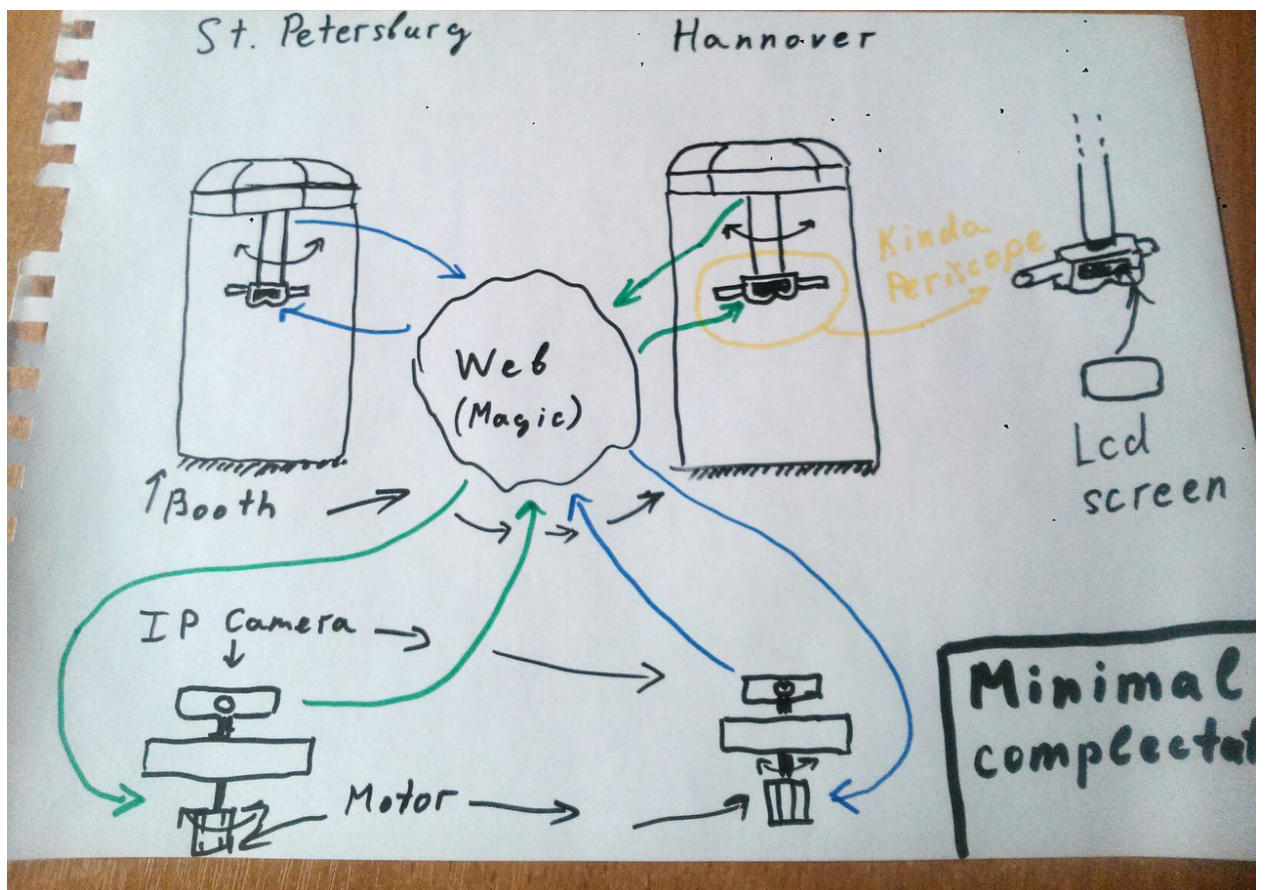 St. Petersburg
Hannover
Kinda
Periscope
Web
(Magic)
Lcd
screen
Booth
IP Camera
Motor
Minimal
complectat